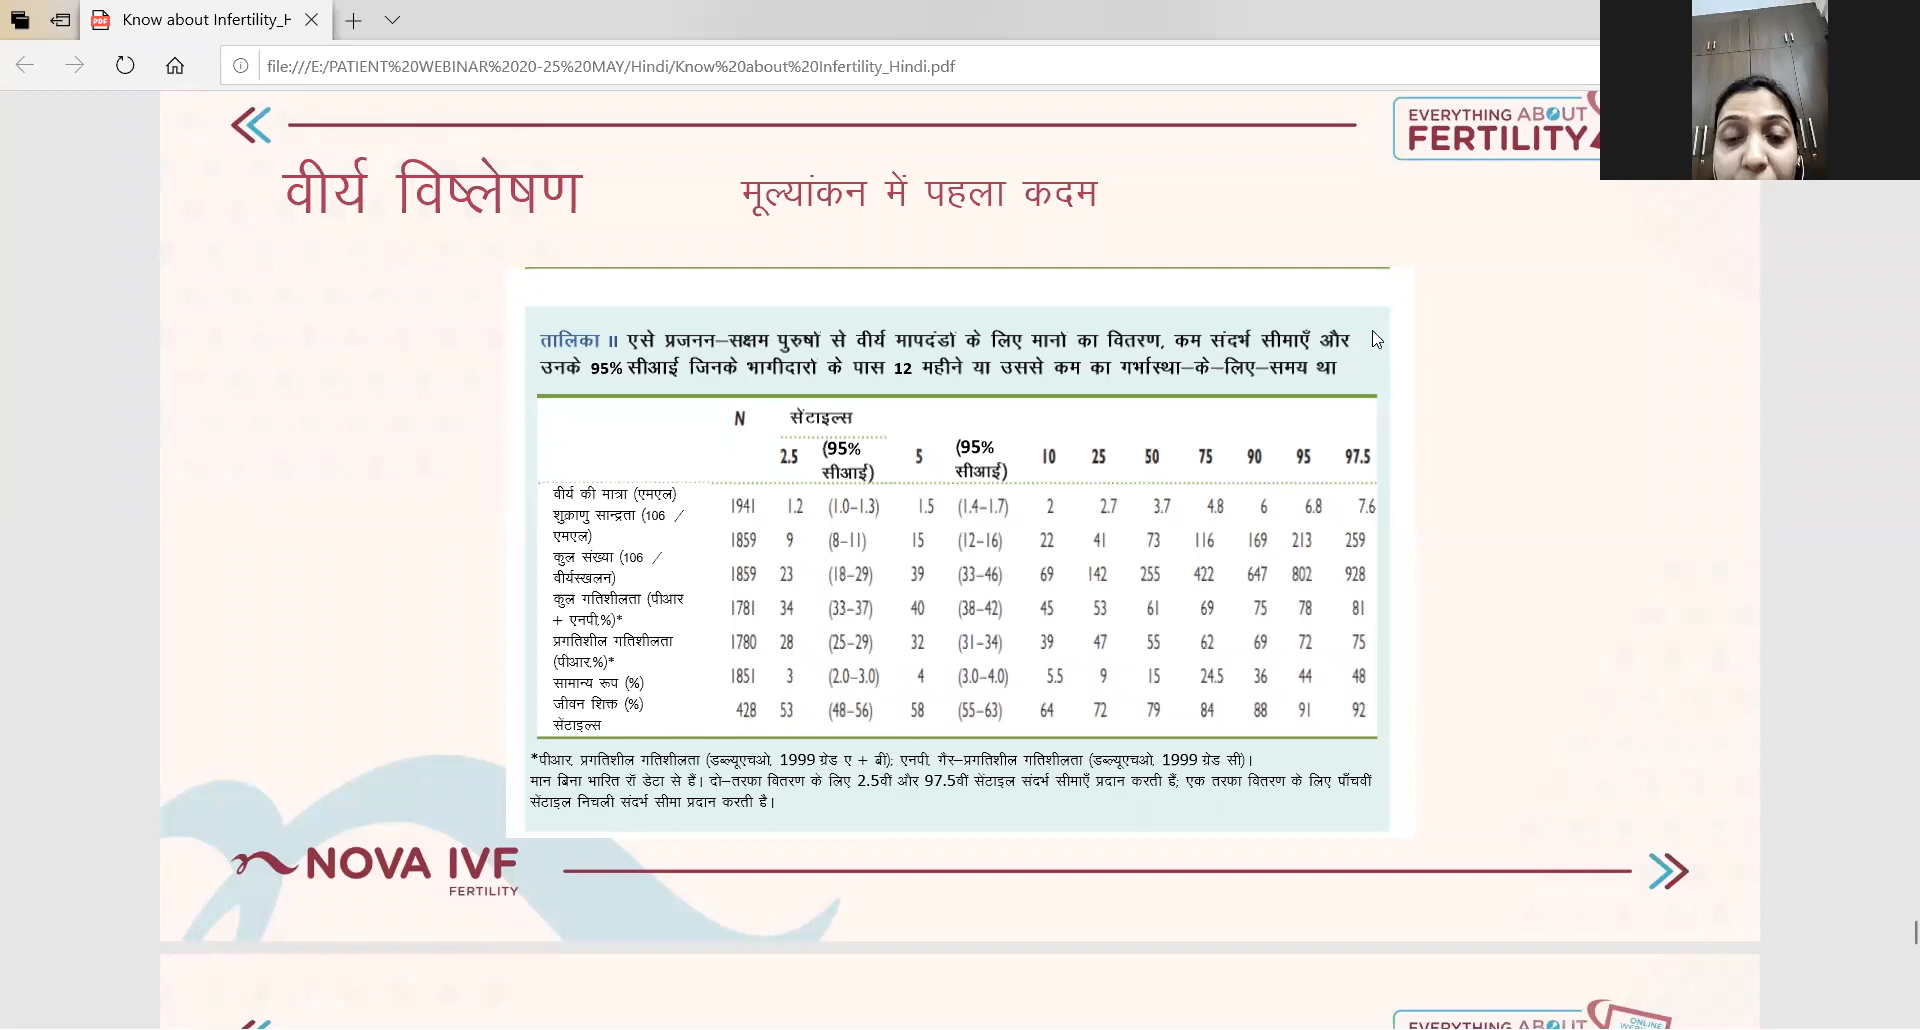 Know about Infertility_H
file:///E:/PATIENT%20WEBINAR%2020-25%20MAY/Hindi/Know%20about%20Infertility_Hindi.pdf
EVERYTHING ABOUT
FERTILITY
वीर्य विष्लेषण
मूल्यांकन में पहला कदम
तालिका II एसे प्रजनन–सक्षम पुरुषों से वीर्य मापदंडों के लिए मानो का वितरण, कम संदर्भ सीमाएँ और
उनके 95% सीआई जिनके भागीदारो के पास 12 महीने या उससे कम का गर्भास्था–के–लिए–समय था
N सेंटाइल्स
2.5 (95% सीआई) 5 (95% सीआई) 10 25 50 75 90 95 97.5
वीर्य की मात्रा (एमएल)
शुक्राणु सान्द्रता (106 /
एमएल)
कुल संख्या (106 /
वीर्यस्खलन)
कुल गतिशीलता (पीआर
+ एनपी,%)*
प्रगतिशील गतिशीलता
(पीआर,%)*
सामान्य रूप (%)
जीवन शिक्त (%)
सेंटाइल्स
1941 1.2 (1.0–1.3) 1.5 (1.4–1.7) 2 2.7 3.7 4.8 6 6.8 7.6
1859 9 (8–11) 15 (12–16) 22 41 73 116 169 213 259
1859 23 (18–29) 39 (33–46) 69 142 255 422 647 802 928
1781 34 (33–37) 40 (38–42) 45 53 61 69 75 78 81
1780 28 (25–29) 32 (31–34) 39 47 55 62 69 72 75
1851 3 (2.0–3.0) 4 (3.0–4.0) 5.5 9 15 24.5 36 44 48
428 53 (48–56) 58 (55–63) 64 72 79 84 88 91 92
*पीआर, प्रगतिशील गतिशीलता (डब्ल्यूएचओ, 1999 ग्रेड ए + बी); एनपी, गैर–प्रगतिशील गतिशीलता (डब्ल्यूएचओ, 1999 ग्रेड सी)।
मान बिना भारित रॉ डेटा से हैं। दो–तरफा वितरण के लिए 2.5वीं और 97.5वीं सेंटाइल संदर्भ सीमाएँ प्रदान करती हैं; एक तरफा वितरण के लिए पाँचवीं
सेंटाइल निचली संदर्भ सीमा प्रदान करती है।
NOVA IVF
FERTILITY
EVERYTHING ABOUT
ONLINE